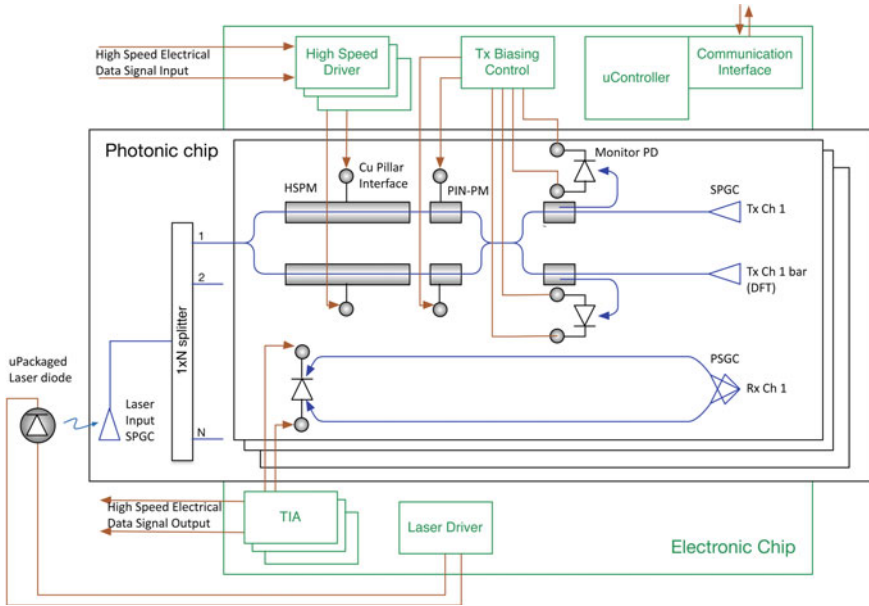 High Speed Electrical
Data Signal Input
High Speed
Driver
Tx Biasing
Control
uController
Communication
Interface
Photonic chip
Cu Pillar
Interface
HSPM
PIN-PM
Monitor PD
SPGC
Tx Ch 1
1
2
N
1xN splitter
Tx Ch 1 bar
(DFT)
uPackaged
Laser diode
Laser
Input
SPGC
PSGC
Rx Ch 1
High Speed Electrical
Data Signal Output
TIA
Laser Driver
Electronic Chip